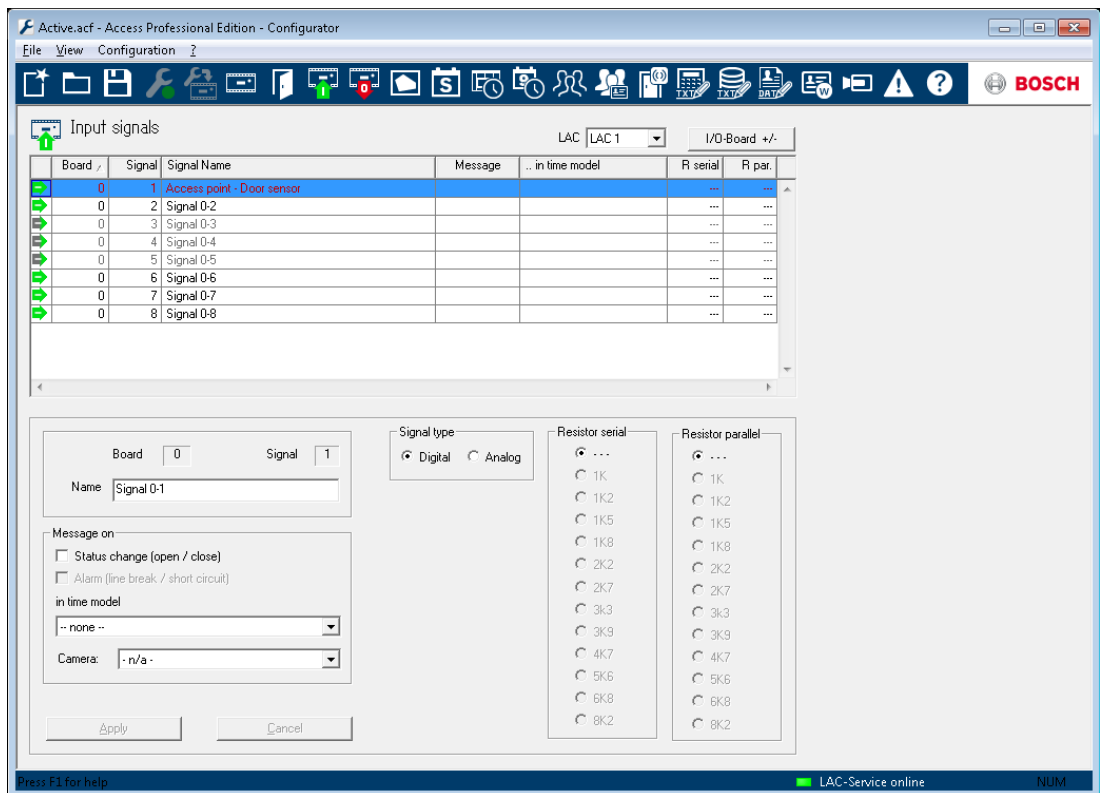 Active.acf - Access Professional Edition - Configurator
File View Configuration ?
S TXT TXT DAT W ? BOSCH
Input signals
LAC LAC 1 I/O-Board +/-
Board / Signal Signal Name Message .. in time model R serial R par.
0 1 Access point - Door sensor --- ---
0 2 Signal 0-2 --- ---
0 3 Signal 0-3 --- ---
0 4 Signal 0-4 --- ---
0 5 Signal 0-5 --- ---
0 6 Signal 0-6 --- ---
0 7 Signal 0-7 --- ---
0 8 Signal 0-8 --- ---
Signal type Resistor serial Resistor parallel
Board 0 Signal 1 Digital Analog --- ---
Name Signal 0-1 1K 1K
1K2 1K2
1K5 1K5
Message on 1K8 1K8
Status change (open / close) 2K2 2K2
Alarm (line break / short circuit) 2K7 2K7
in time model 3k3 3k3
-- none -- 3K9 3K9
Camera: - n/a - 4K7 4K7
5K6 5K6
6K8 6K8
Apply Cancel 8K2 8K2
Press F1 for help LAC-Service online NUM